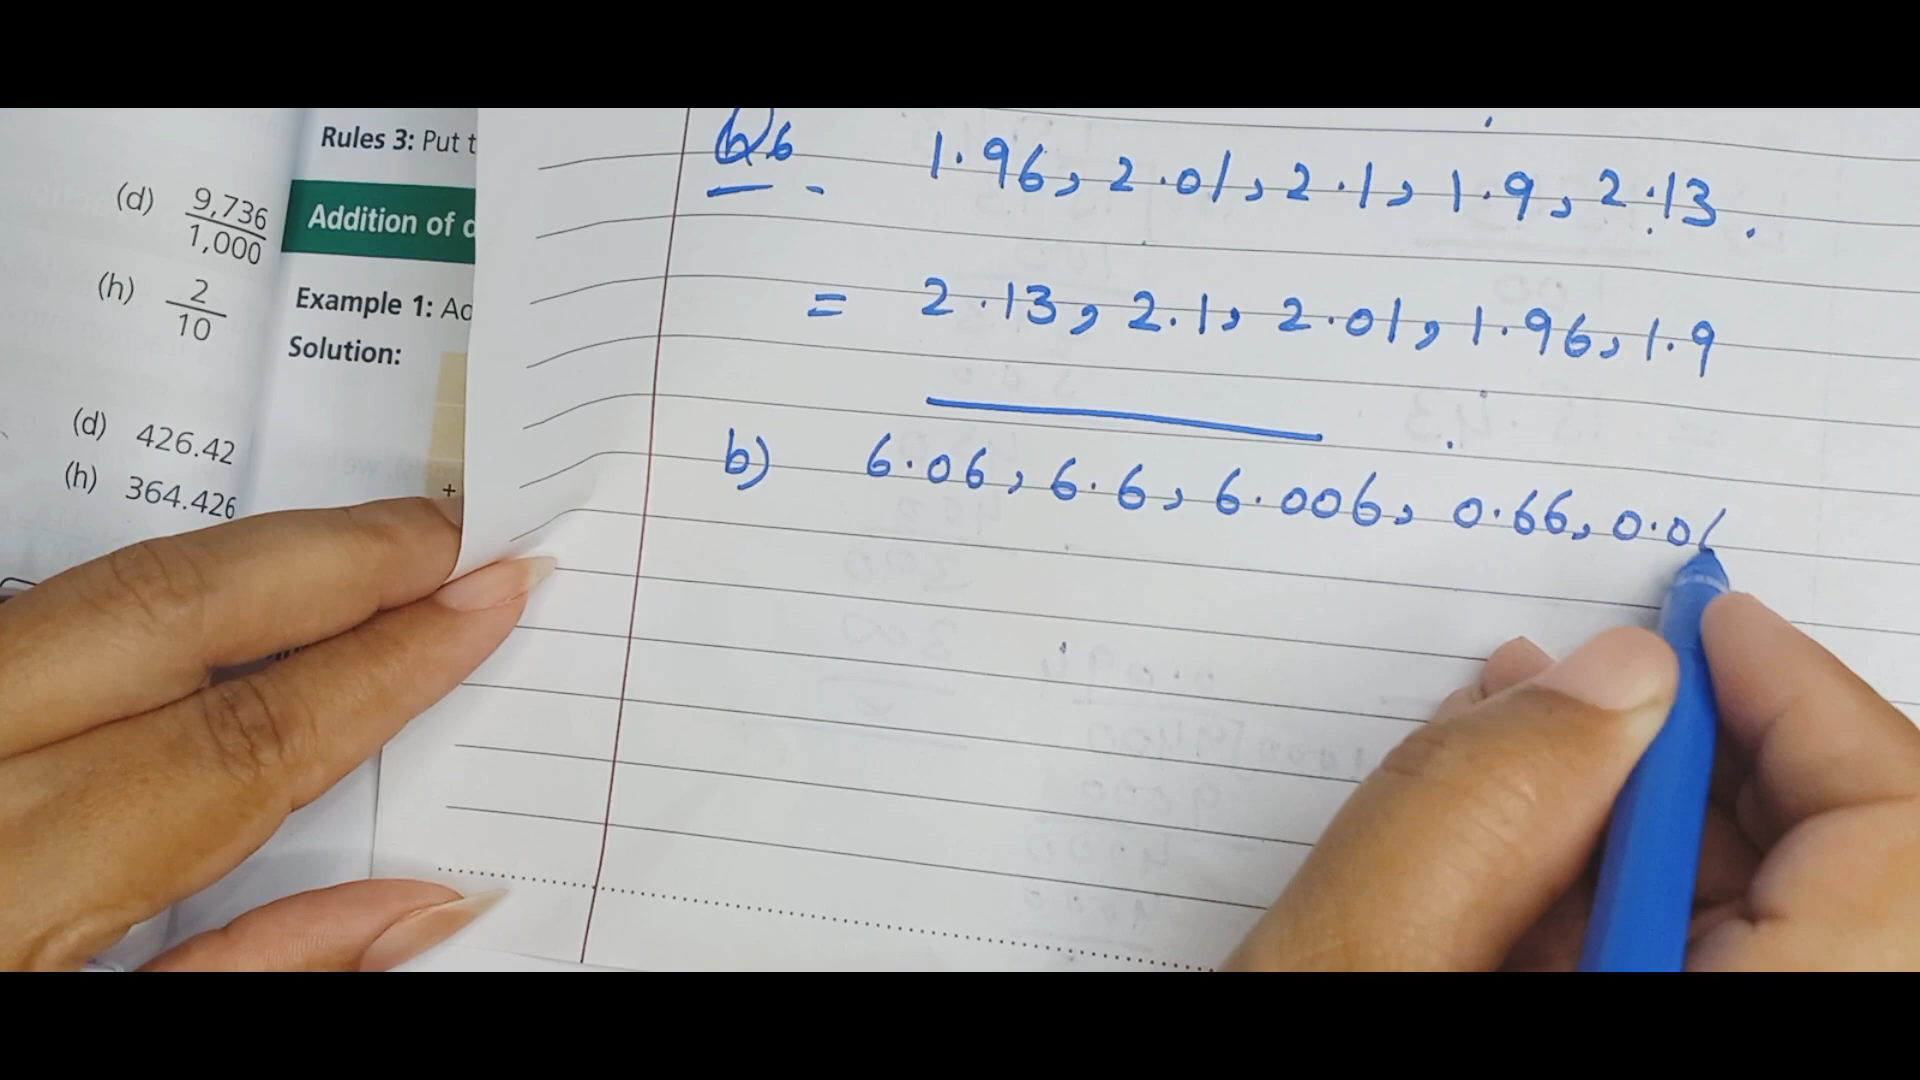 Rules 3: Put t
(d) 9,736
1,000
Addition of d
(h) 2
10
Example 1: Ad
Solution:
(d) 426.42
(h) 364.426
+
Q6 1.96, 2.01, 2.1, 1.9, 2.13.
= 2.13, 2.1, 2.01, 1.96, 1.9
b) 6.06, 6.6, 6.006, 0.66, 0.0